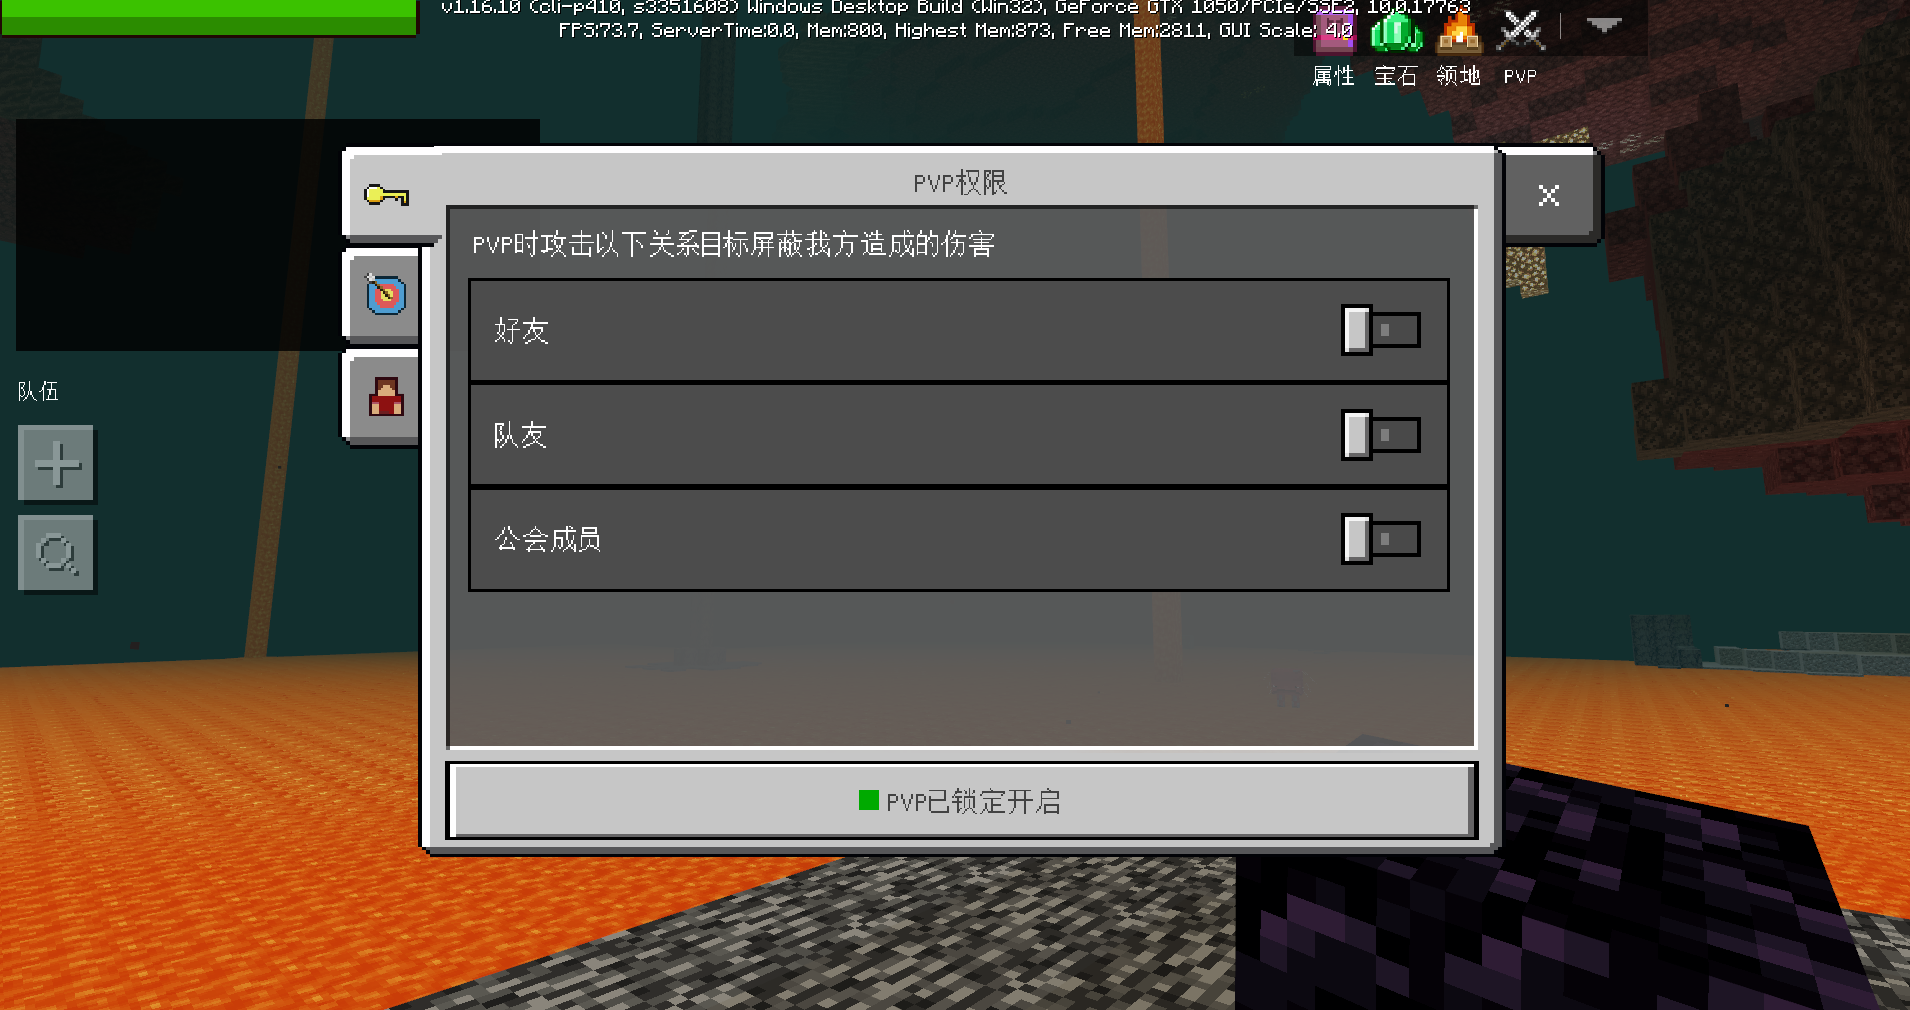 v1.16.10 (cli-p410, s3351608) Windows Desktop Build (Win32), GeForce GTX 1050/PCIe/SSE2, 10.0.17763
FPS:73.7, ServerTime:0.0, Mem:800, Highest Mem:873, Free Mem:2811, GUI Scale: 4.0
属性 宝石 领地 PVP
PVP权限
X
PVP时攻击以下关系目标屏蔽我方造成的伤害
好友
队伍
队友
公会成员
PVP已锁定开启